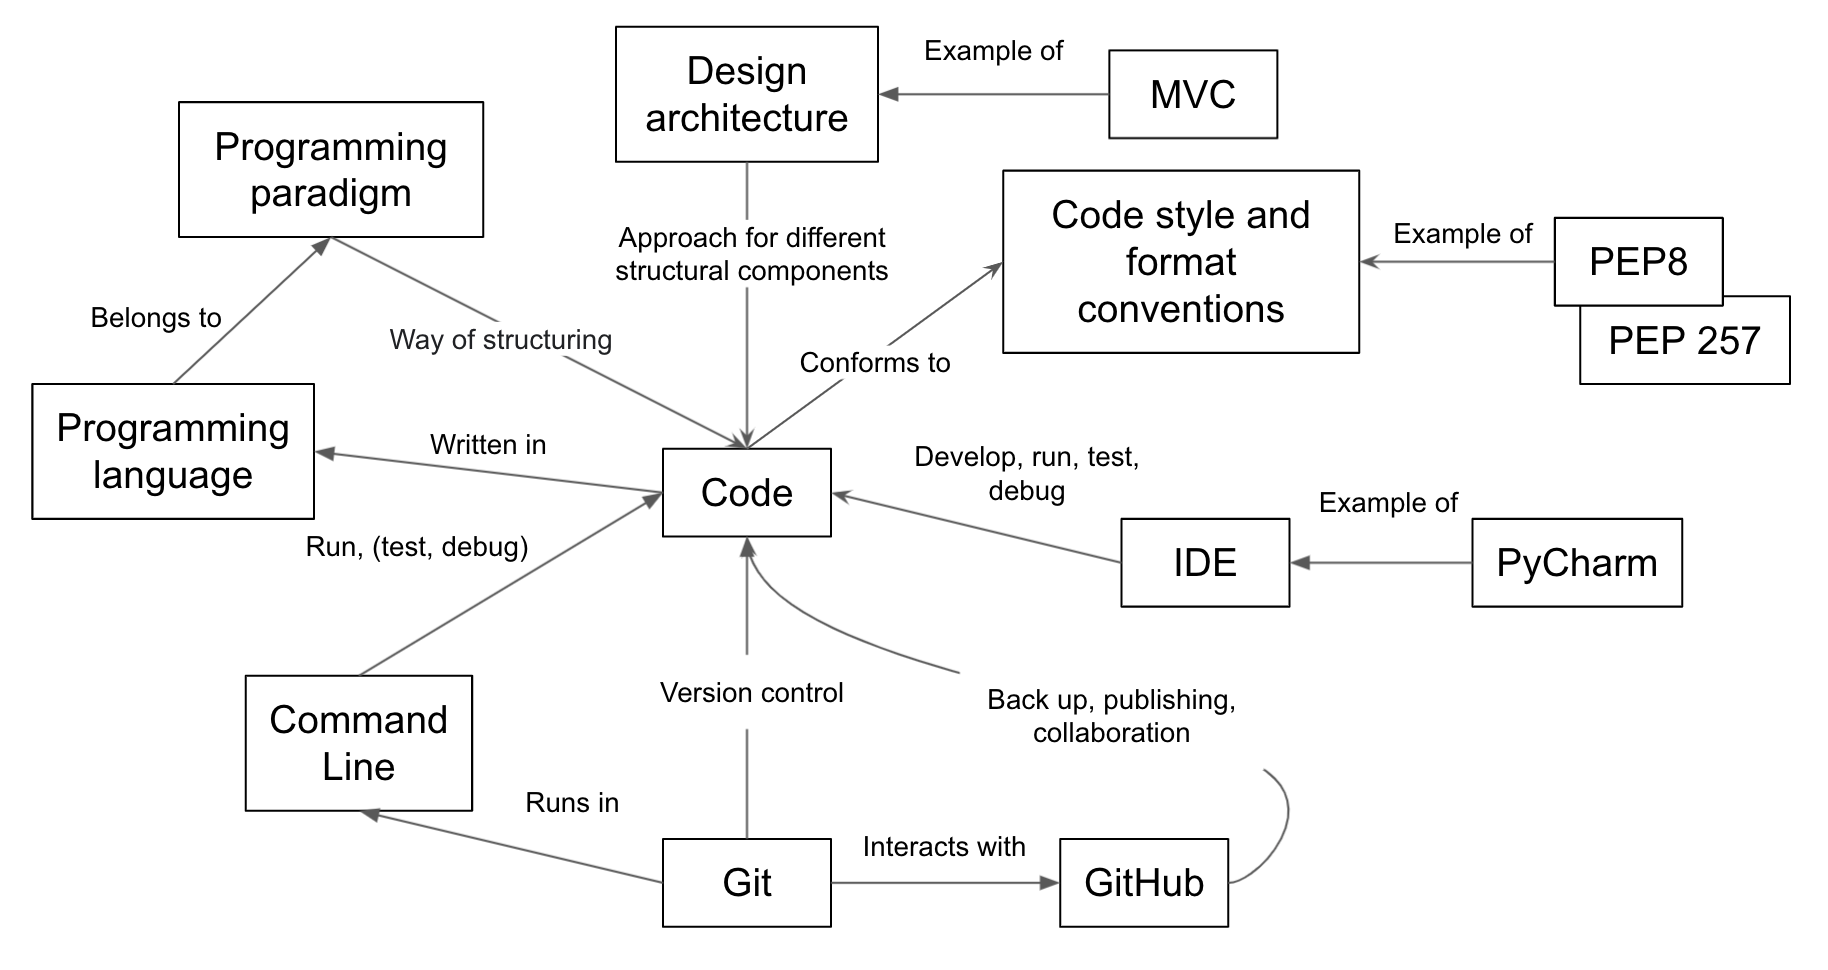 Design
architecture
Example of
MVC
Programming
paradigm
Code style and
format
conventions
Example of
PEP8
PEP 257
Approach for different
structural components
Belongs to
Way of structuring
Conforms to
Programming
language
Written in
Code
Develop, run, test,
debug
Example of
IDE
PyCharm
Run, (test, debug)
Command
Line
Version control
Back up, publishing,
collaboration
Runs in
Git
Interacts with
GitHub